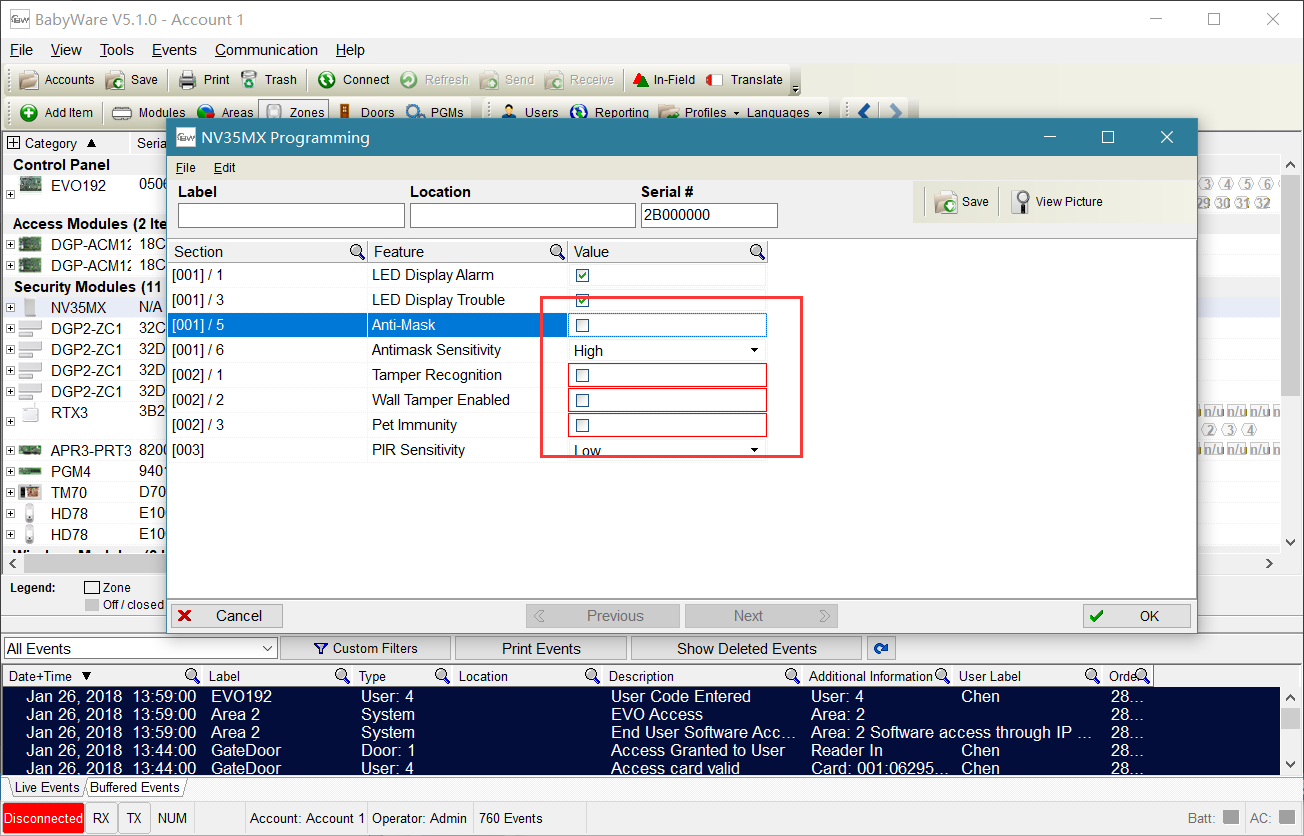 BabyWare V5.1.0 - Account 1
File View Tools Events Communication Help
Accounts Save Print Trash Connect Refresh Send Receive In-Field Translate
Add Item Modules Areas Zones Doors PGMs Users Reporting Profiles Languages
Category Seria
Control Panel
EVO192 0506
3 4 5 6
29 30 31 32
Access Modules (2 Ite
DGP-ACM12 18C
DGP-ACM12 18C
Security Modules (11
NV35MX N/A
DGP2-ZC1 32C
DGP2-ZC1 32D
DGP2-ZC1 32D
DGP2-ZC1 32D
RTX3 3B2
n/u n/u n/u n
2 3 4
APR3-PRT3 8200
n/u n/u n/u n
PGM4 9401
TM70 D70
HD78 E10
HD78 E10
Legend: Zone
Off / closed
NV35MX Programming
File Edit
Label Location Serial #
2B000000
Save View Picture
Section Feature Value
[001] / 1 LED Display Alarm
[001] / 3 LED Display Trouble
[001] / 5 Anti-Mask
[001] / 6 Antimask Sensitivity High
[002] / 1 Tamper Recognition
[002] / 2 Wall Tamper Enabled
[002] / 3 Pet Immunity
[003] PIR Sensitivity Low
Cancel Previous Next OK
All Events Custom Filters Print Events Show Deleted Events
Date+Time Label Type Location Description Additional Information User Label Orde
Jan 26, 2018 13:59:00 EVO192 User: 4 User Code Entered User: 4 Chen 28...
Jan 26, 2018 13:59:00 Area 2 System EVO Access Area: 2 28...
Jan 26, 2018 13:59:00 Area 2 System End User Software Acc... Area: 2 Software access through IP ... 28...
Jan 26, 2018 13:44:00 GateDoor Door: 1 Access Granted to User Reader In Chen 28...
Jan 26, 2018 13:44:00 GateDoor User: 4 Access card valid Card: 001:06295... Chen 28...
Live Events Buffered Events
Disconnected RX TX NUM Account: Account 1 Operator: Admin 760 Events Batt: AC: